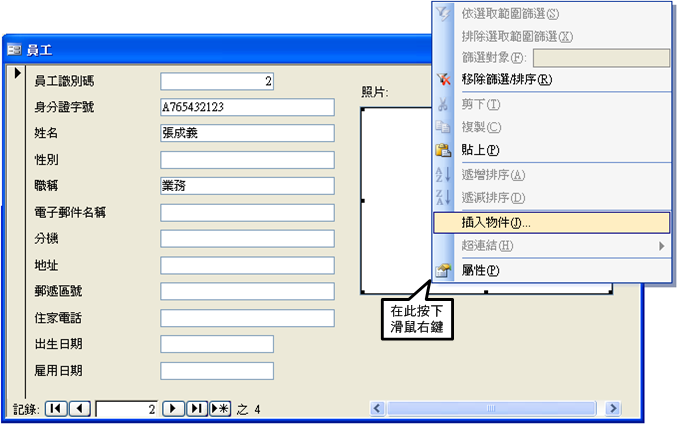 員工
員工識別碼 2
身分證字號 A765432123
姓名 張成義
性別
職稱 業務
電子郵件名稱
分機
地址
郵遞區號
住家電話
出生日期
雇用日期
記錄: 2 之 4
照片:
依選取範圍篩選(S)
排除選取範圍篩選(X)
篩選對象(F):
移除篩選/排序(R)
剪下(T)
複製(C)
貼上(P)
遞增排序(A)
遞減排序(D)
插入物件(J)...
超連結(H)
屬性(P)
在此按下
滑鼠右鍵